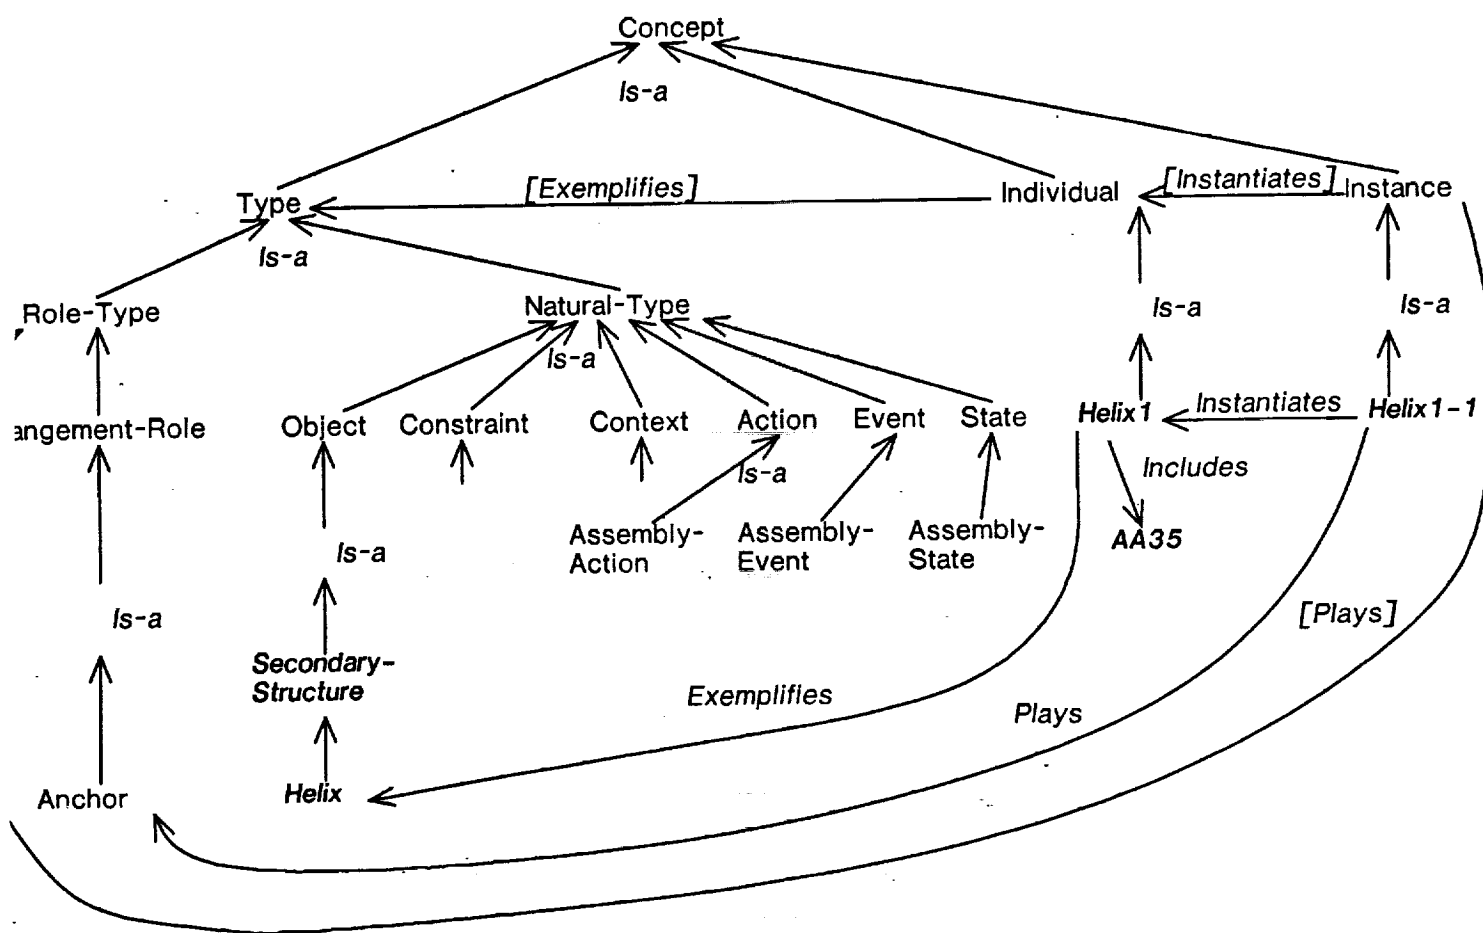 Concept
Is-a
[Exemplifies]
[Instantiates]
Type
Individual
Instance
Is-a
Role-Type
Natural-Type
Is-a
Is-a
Is-a
angement-Role
Object
Constraint
Context
Action
Event
State
Helix1
Instantiates
Helix1-1
Is-a
Includes
Assembly-
Action
Assembly-
Event
Assembly-
State
AA35
Is-a
Is-a
[Plays]
Secondary-
Structure
Exemplifies
Plays
Anchor
Helix